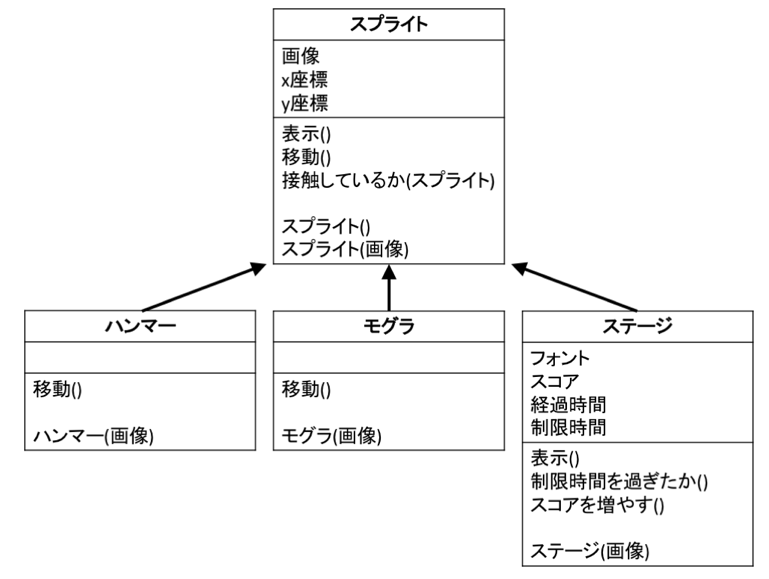 スプライト
画像
x座標
y座標
表示()
移動()
接触しているか(スプライト)
スプライト()
スプライト(画像)
ハンマー
移動()
ハンマー(画像)
モグラ
移動()
モグラ(画像)
ステージ
フォント
スコア
経過時間
制限時間
表示()
制限時間を過ぎたか()
スコアを増やす()
ステージ(画像)